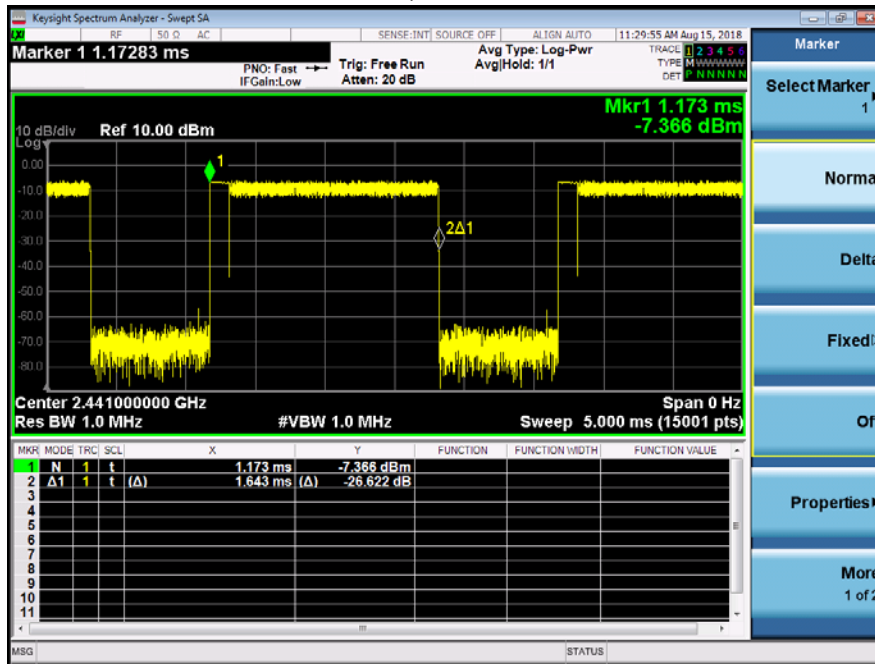 Keysight Spectrum Analyzer - Swept SA
LXI RF 50 Ω AC SENSE:INT SOURCE OFF ALIGN AUTO 11:29:55 AM Aug 15, 2018
Marker 1 1.17283 ms
PNO: Fast
IFGain:Low
Trig: Free Run
Atten: 20 dB
Avg Type: Log-Pwr
Avg|Hold: 1/1
TRACE 1 2 3 4 5 6
TYPE M WWWWW
DET P N N N N N
Mkr1 1.173 ms
-7.366 dBm
10 dB/div Ref 10.00 dBm
Log
1
0.00
-10.0
-20.0
2Δ1
-30.0
-40.0
-50.0
-60.0
-70.0
-80.0
Center 2.441000000 GHz Span 0 Hz
Res BW 1.0 MHz #VBW 1.0 MHz Sweep 5.000 ms (15001 pts)
MKR MODE TRC SCL X Y FUNCTION FUNCTION WIDTH FUNCTION VALUE
1 N 1 t 1.173 ms -7.366 dBm
2 Δ1 1 t (Δ) 1.643 ms (Δ) -26.622 dB
3
4
5
6
7
8
9
10
11
MSG STATUS
Marker
Select Marker
1
Norma
Delta
Fixed
Of
Properties
More
1 of 2